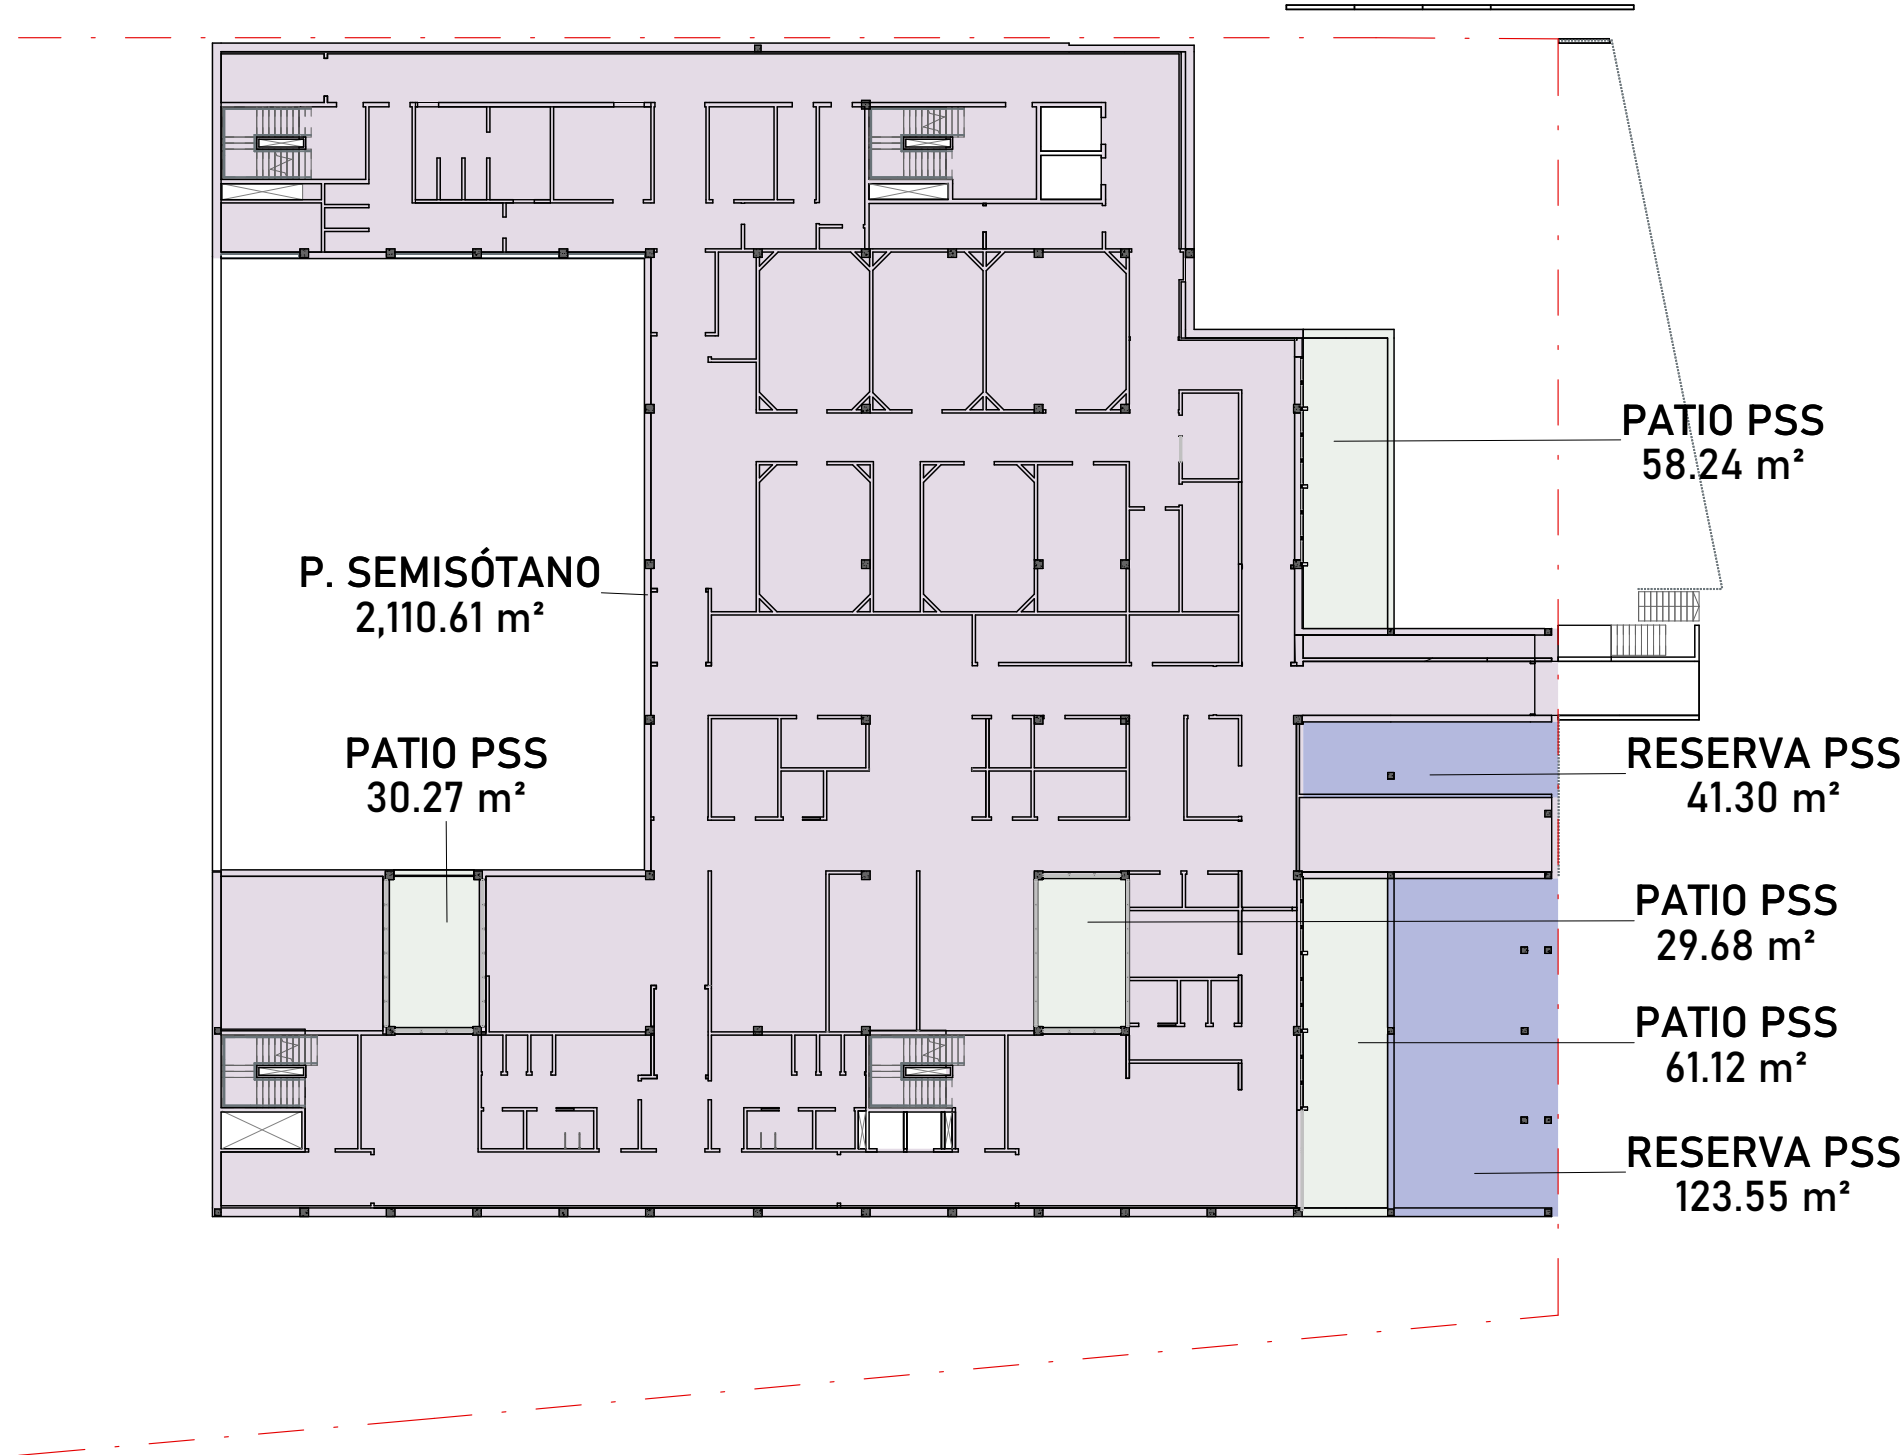 PATIO PSS
58.24 m²
P. SEMISÓTANO
2,110.61 m²
PATIO PSS
30.27 m²
RESERVA PSS
41.30 m²
PATIO PSS
29.68 m²
PATIO PSS
61.12 m²
RESERVA PSS
123.55 m²